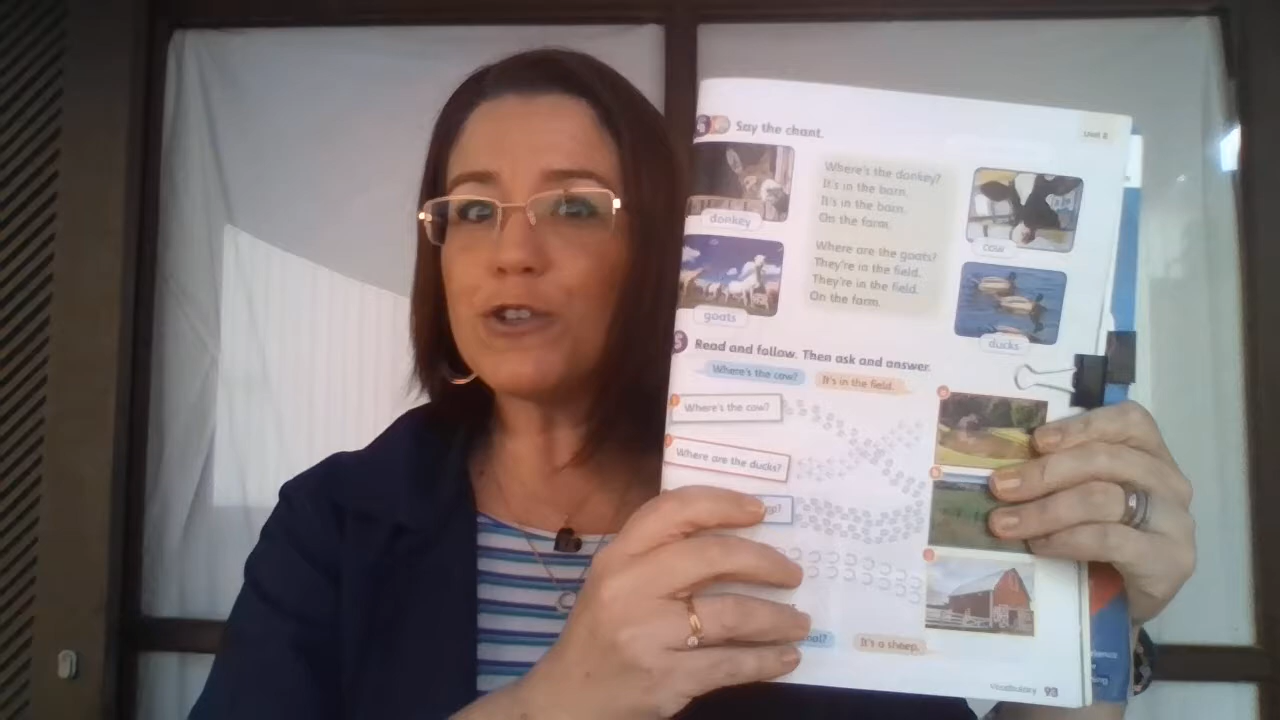 Unit 8
Say the chant.
donkey
goats
Where's the donkey?
It's in the barn.
It's in the barn.
On the farm.
Where are the goats?
They're in the field.
They're in the field.
On the farm.
cow
ducks
5 Read and follow. Then ask and answer.
Where's the cow?
It's in the field.
1 Where's the cow?
Where are the ducks?
a
b
c
It's a sheep.
Vocabulary 93